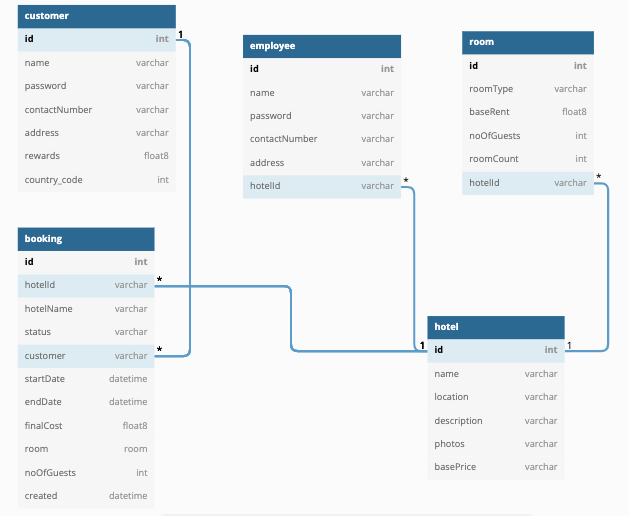 customer
id int 1
name varchar
password varchar
contactNumber varchar
address varchar
rewards float8
country_code int
employee
id int
name varchar
password varchar
contactNumber varchar
address varchar
hotelId varchar *
room
id int
roomType varchar
baseRent float8
noOfGuests int
roomCount int
hotelId varchar *
booking
id int
hotelId varchar *
hotelName varchar
status varchar
customer varchar *
startDate datetime
endDate datetime
finalCost float8
room room
noOfGuests int
created datetime
hotel
1 id int 1
name varchar
location varchar
description varchar
photos varchar
basePrice varchar